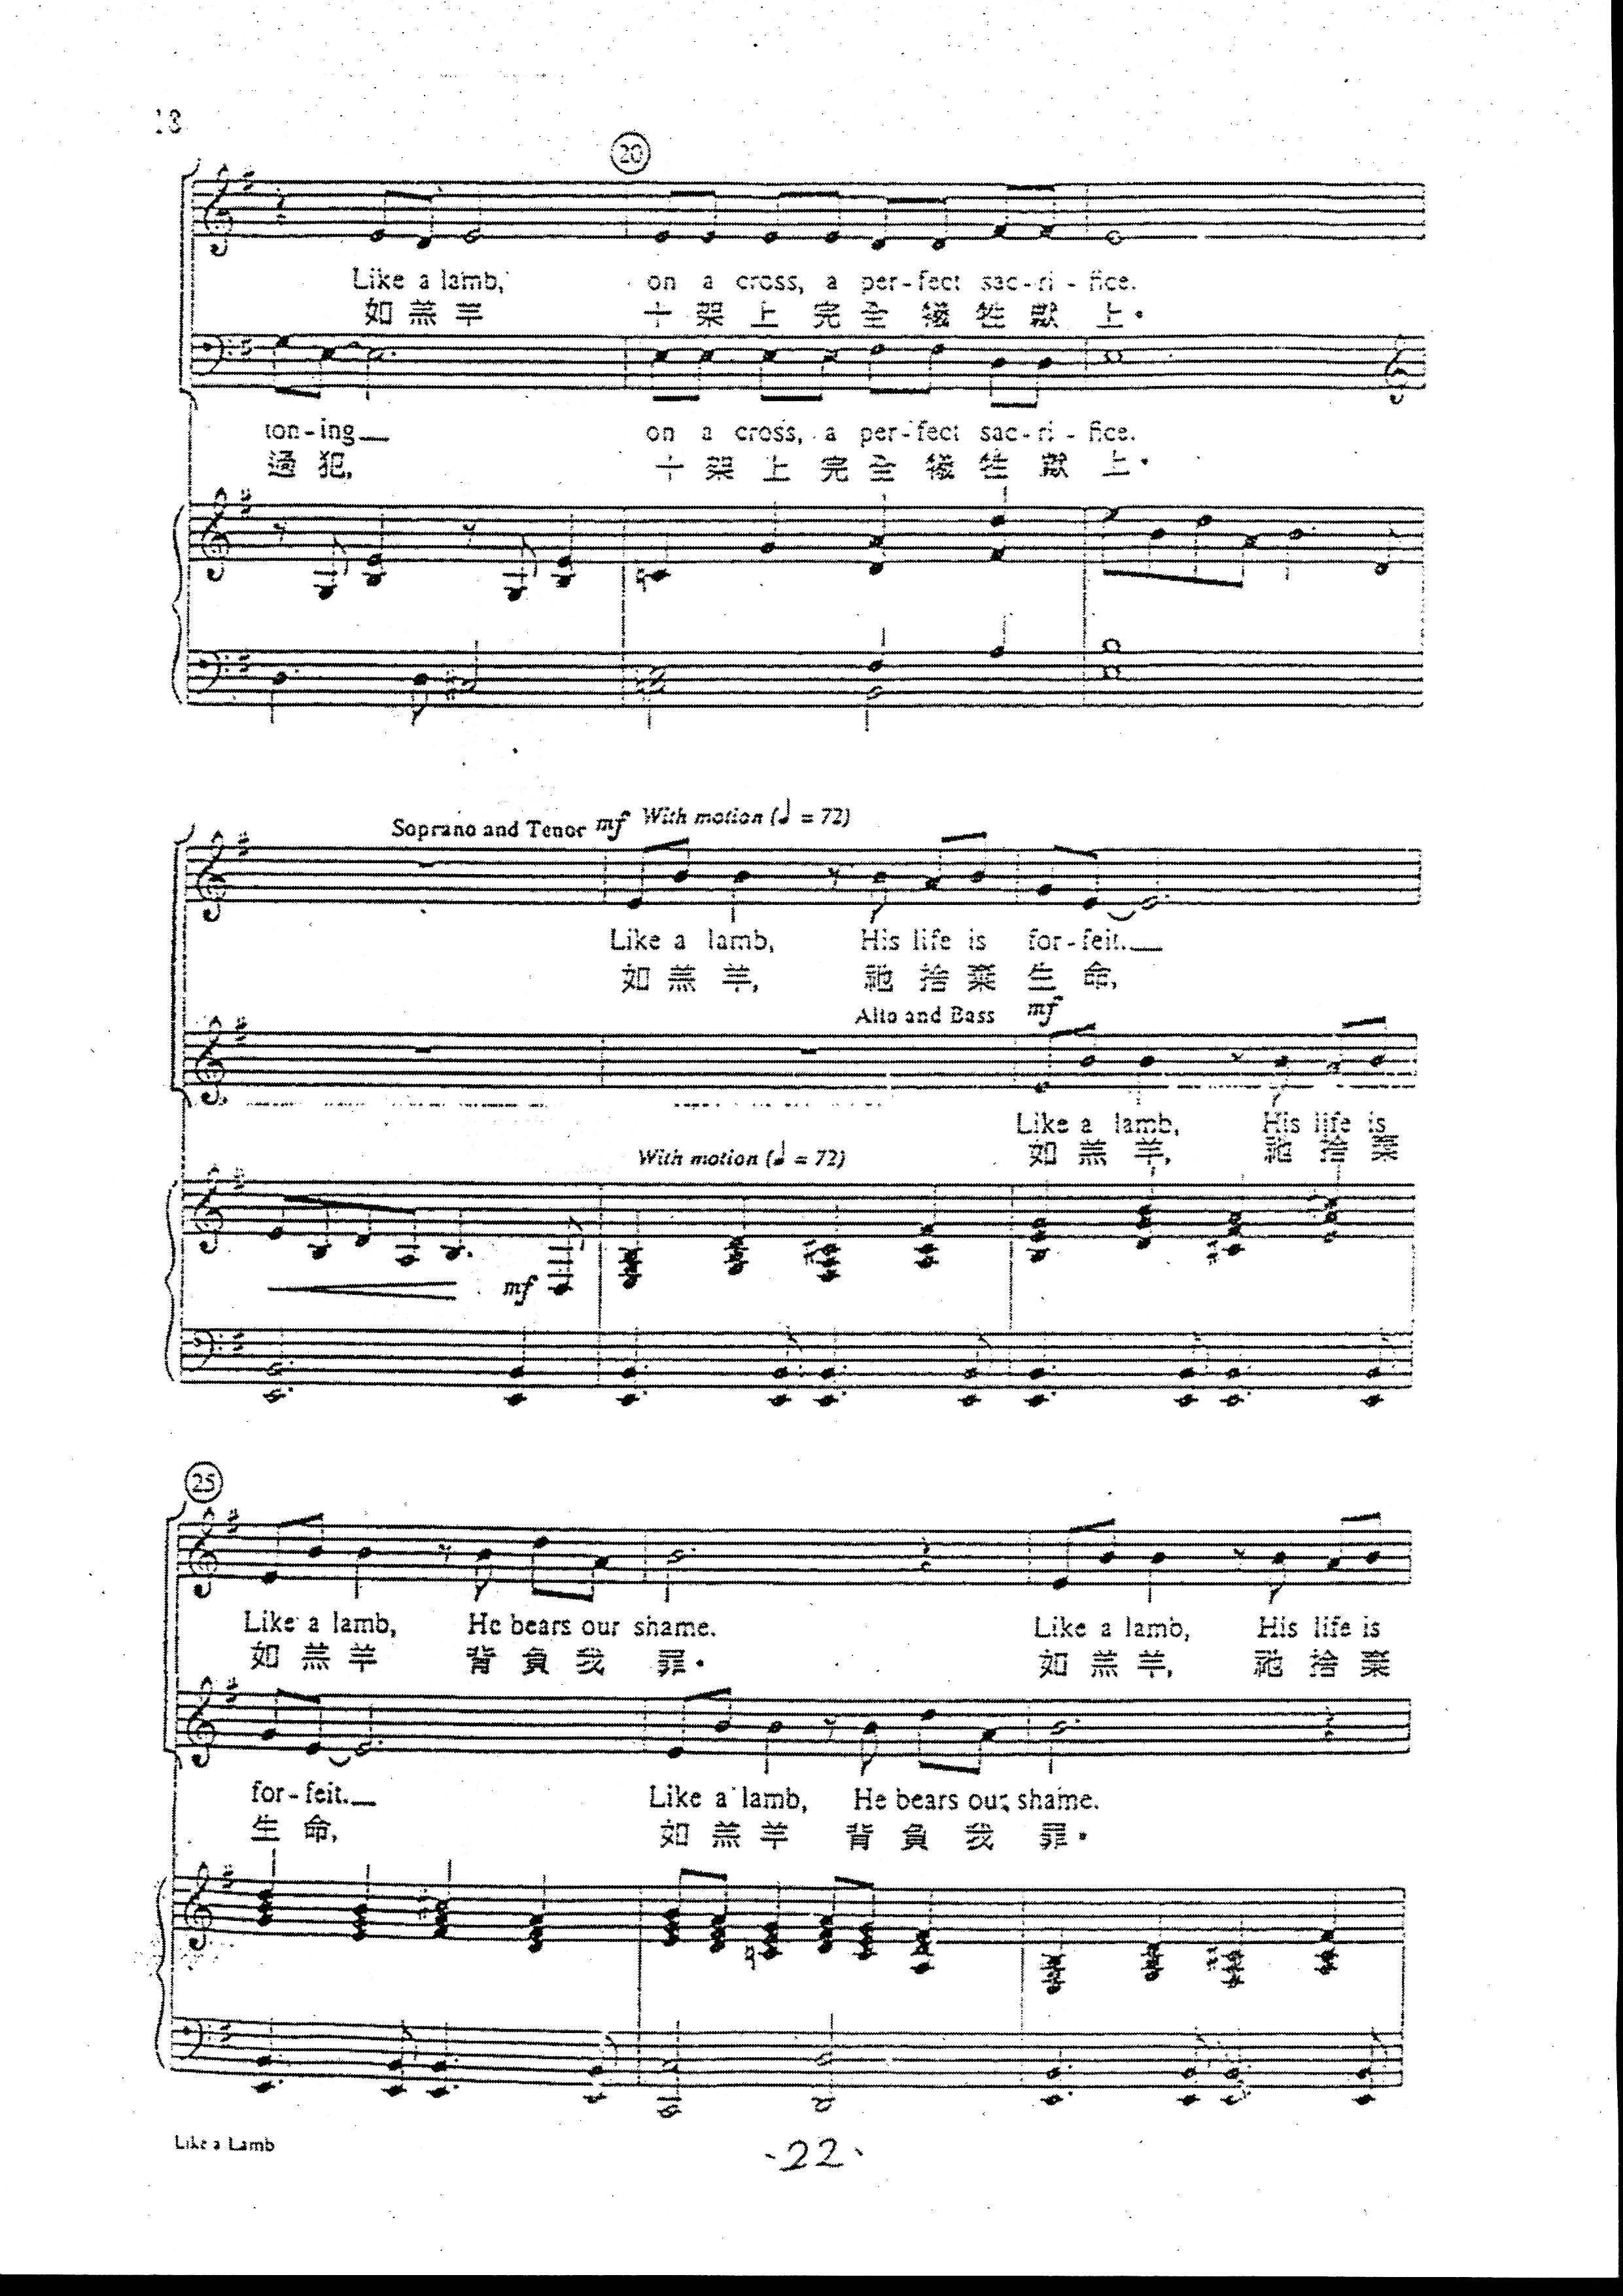 18
20
Like a lamb, on a cross, a per-fect sac-ri-fice.
如羔羊 十架上完全犧牲獻上。
ton-ing on a cross, a per-fect sac-ri-fice.
過犯, 十架上完全犧牲獻上。
Soprano and Tenor mf With motion (♩ = 72)
Like a lamb, His life is for-feit.
如羔羊, 祂捨棄生命,
Alto and Bass mf
Like a lamb, His life is
如羔羊, 祂捨棄
With motion (♩ = 72)
mf
25
Like a lamb, He bears our shame. Like a lamb, His life is
如羔羊 背負我罪。 如羔羊, 祂捨棄
for-feit. Like a lamb, He bears our shame.
生命, 如羔羊 背負我罪。
Like a Lamb
-22-